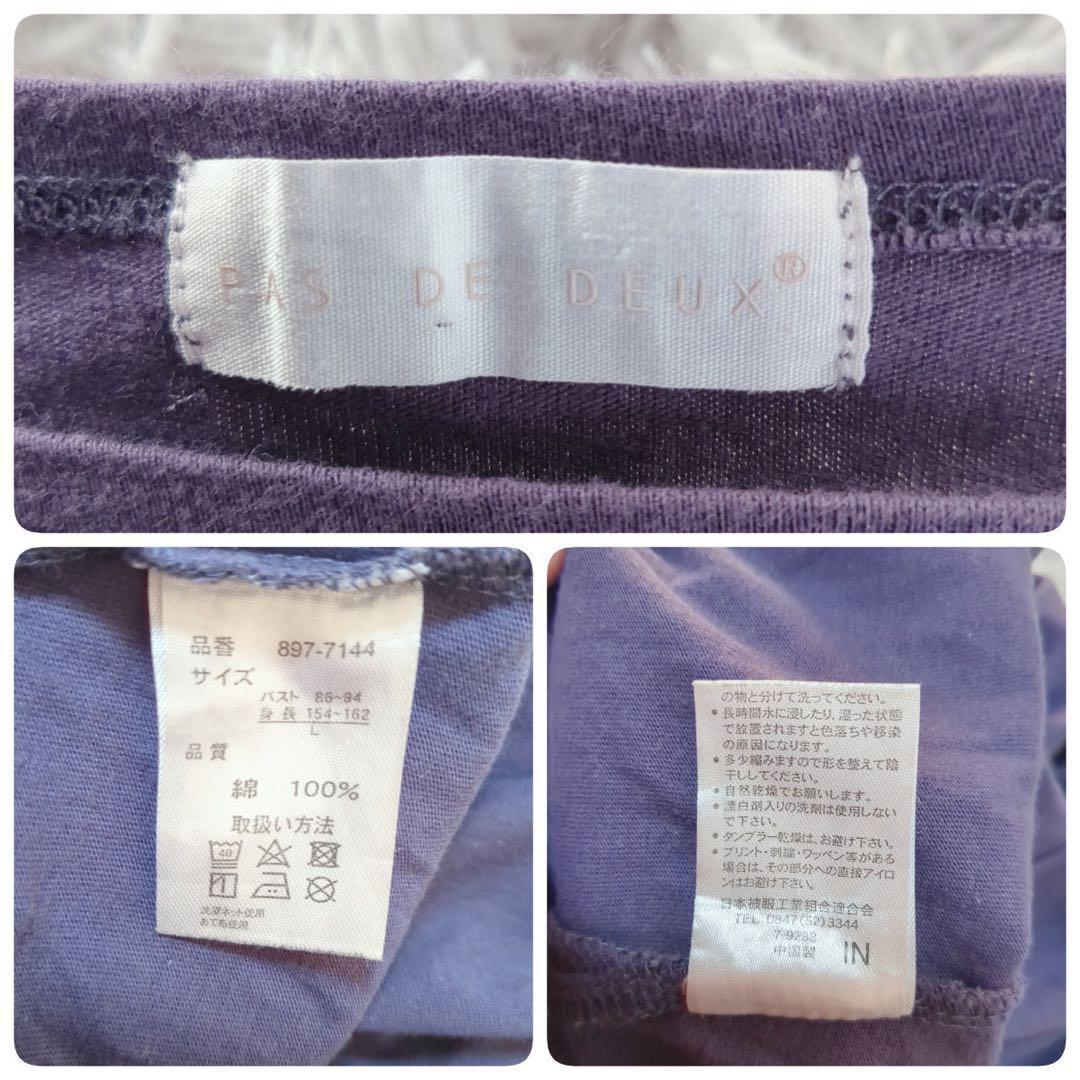 PAS DE DEUX®
品番 897-7144
サイズ
バスト 86~94
身長 154~162
L
品質
綿 100%
取扱い方法
40
洗濯ネット使用
あて布使用
の物と分けて洗ってください。
●長時間水に浸したり、湿った状態
で放置されますと色落ちや移染
の原因になります。
●多少縮みますので形を整えて陰
干ししてください。
●自然乾燥でお願いします。
●漂白剤入りの洗剤は使用しない
で下さい。
●タンブラー乾燥は、お避け下さい。
●プリント・刺繍・ワッペン等がある
場合は、その部分への直接アイロ
ンはお避け下さい。
日本被服工業組合連合会
TEL 0847(52)3344
7-9238
中国製 IN